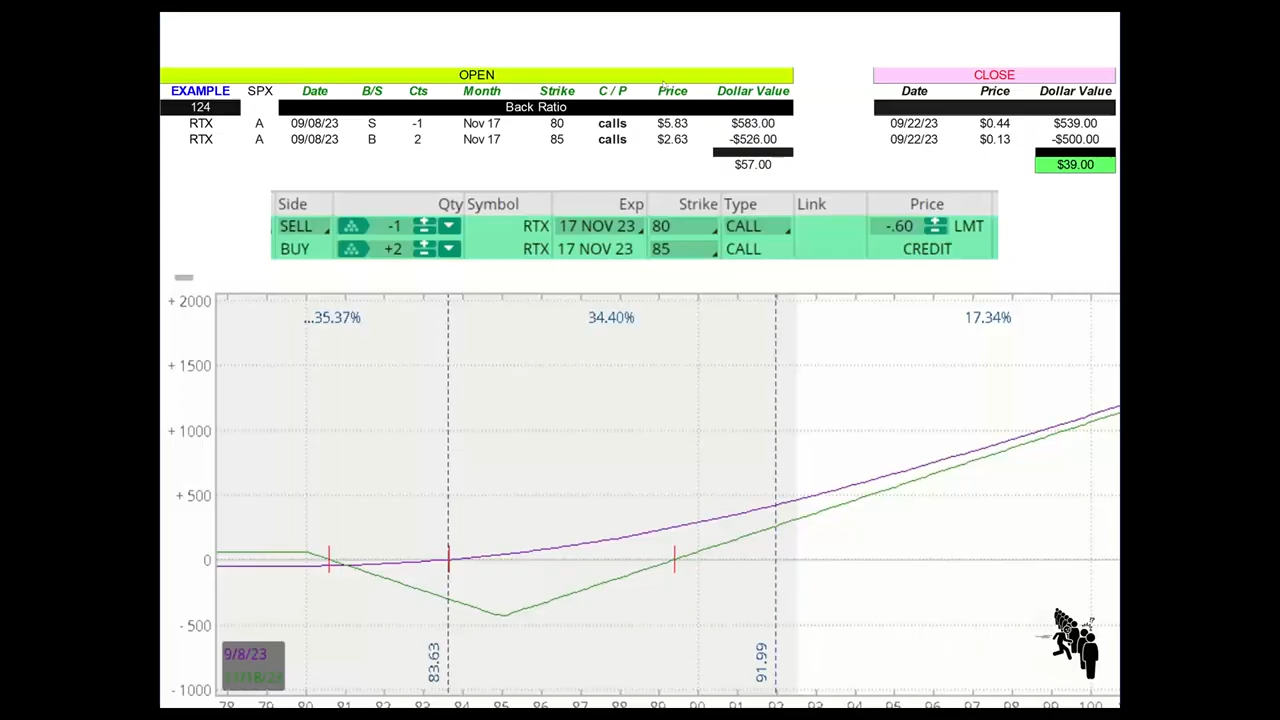 OPEN CLOSE
EXAMPLE SPX Date B/S Cts Month Strike C / P Price Dollar Value Date Price Dollar Value
124 Back Ratio
RTX A 09/08/23 S -1 Nov 17 80 calls $5.83 $583.00 09/22/23 $0.44 $539.00
RTX A 09/08/23 B 2 Nov 17 85 calls $2.63 -$526.00 09/22/23 $0.13 -$500.00
$57.00 $39.00
Side Qty Symbol Exp Strike Type Link Price
SELL -1 RTX 17 NOV 23 80 CALL -.60 LMT
BUY +2 RTX 17 NOV 23 85 CALL CREDIT
+ 2000
...35.37% 34.40% 17.34%
+ 1500
+ 1000
+ 500
0
- 500
9/8/23
83.63 91.99
- 1000
78 79 80 81 82 83 84 85 86 87 88 89 90 91 92 93 94 95 96 97 98 99 100